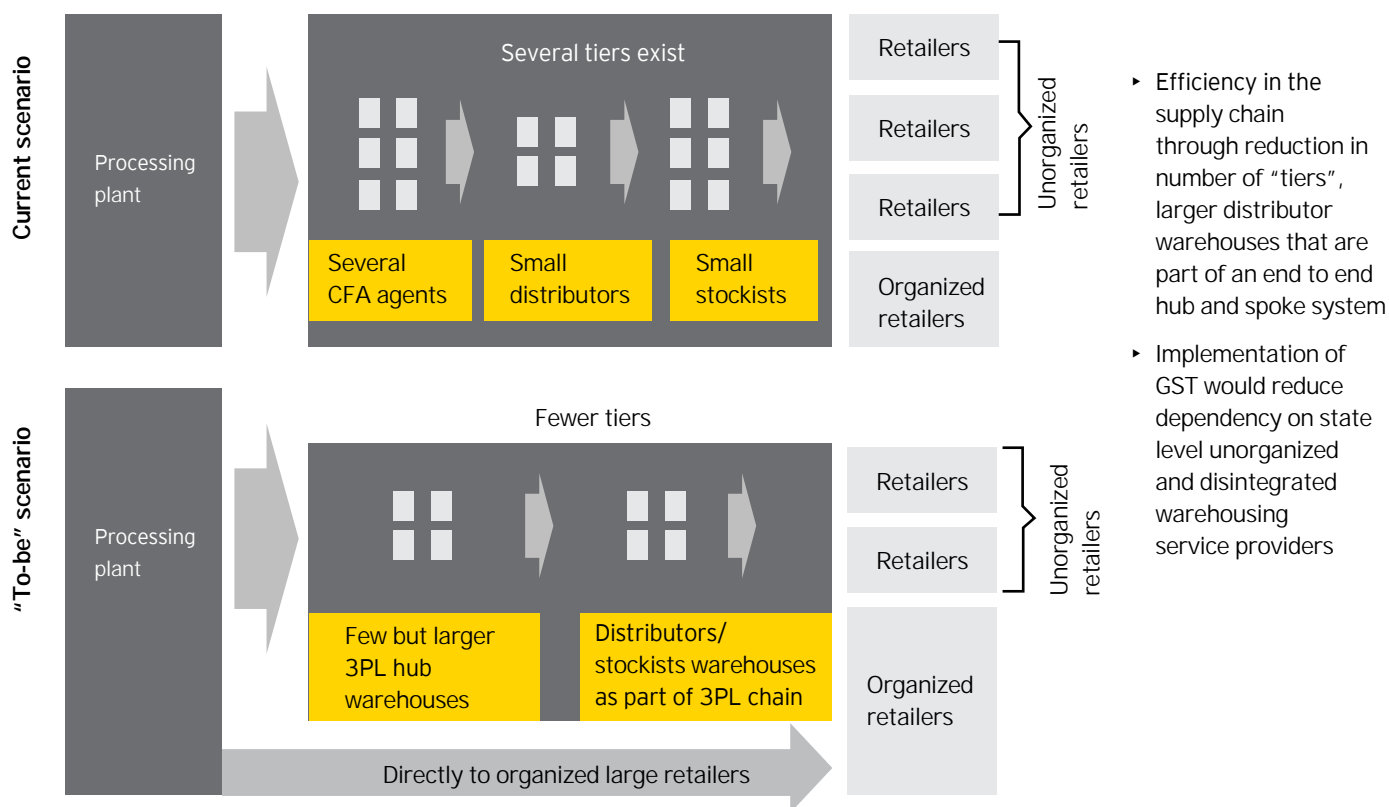 Current scenario
Processing
plant
Several tiers exist
Several
CFA agents
Small
distributors
Small
stockists
Retailers
Retailers
Retailers
Organized
retailers
Unorganized
retailers
"To-be" scenario
Processing
plant
Fewer tiers
Few but larger
3PL hub
warehouses
Distributors/
stockists warehouses
as part of 3PL chain
Directly to organized large retailers
Retailers
Retailers
Organized
retailers
Unorganized
retailers
‣ Efficiency in the
supply chain
through reduction in
number of “tiers”,
larger distributor
warehouses that are
part of an end to end
hub and spoke system
‣ Implementation of
GST would reduce
dependency on state
level unorganized
and disintegrated
warehousing
service providers